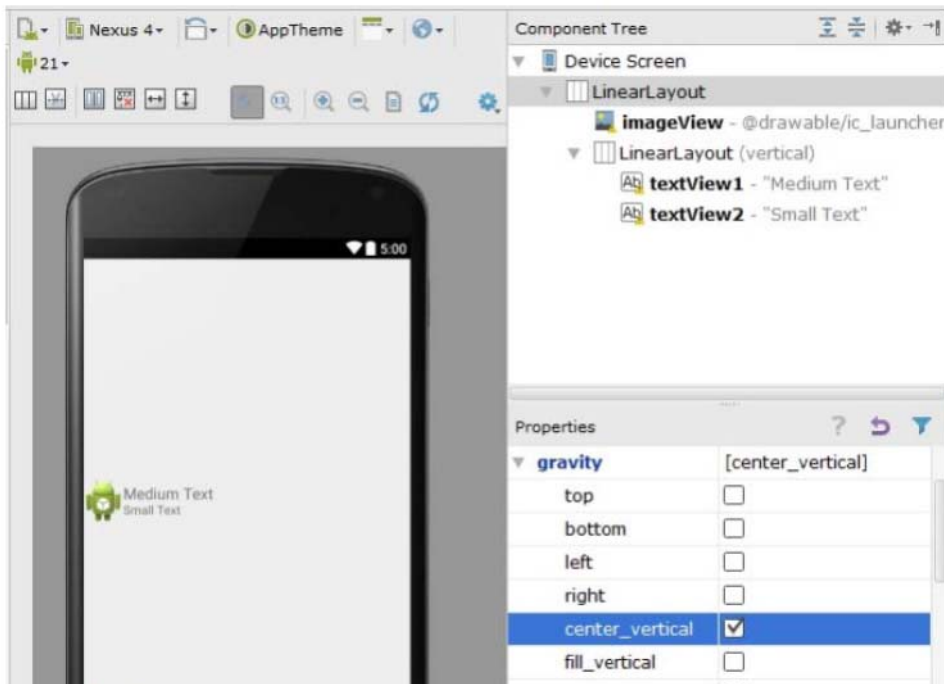 Nexus 4
AppTheme
21
Component Tree
Device Screen
LinearLayout
imageView - @drawable/ic_launcher
LinearLayout (vertical)
textView1 - "Medium Text"
textView2 - "Small Text"
5:00
Medium Text
Small Text
Properties
gravity [center_vertical]
top
bottom
left
right
center_vertical
fill_vertical